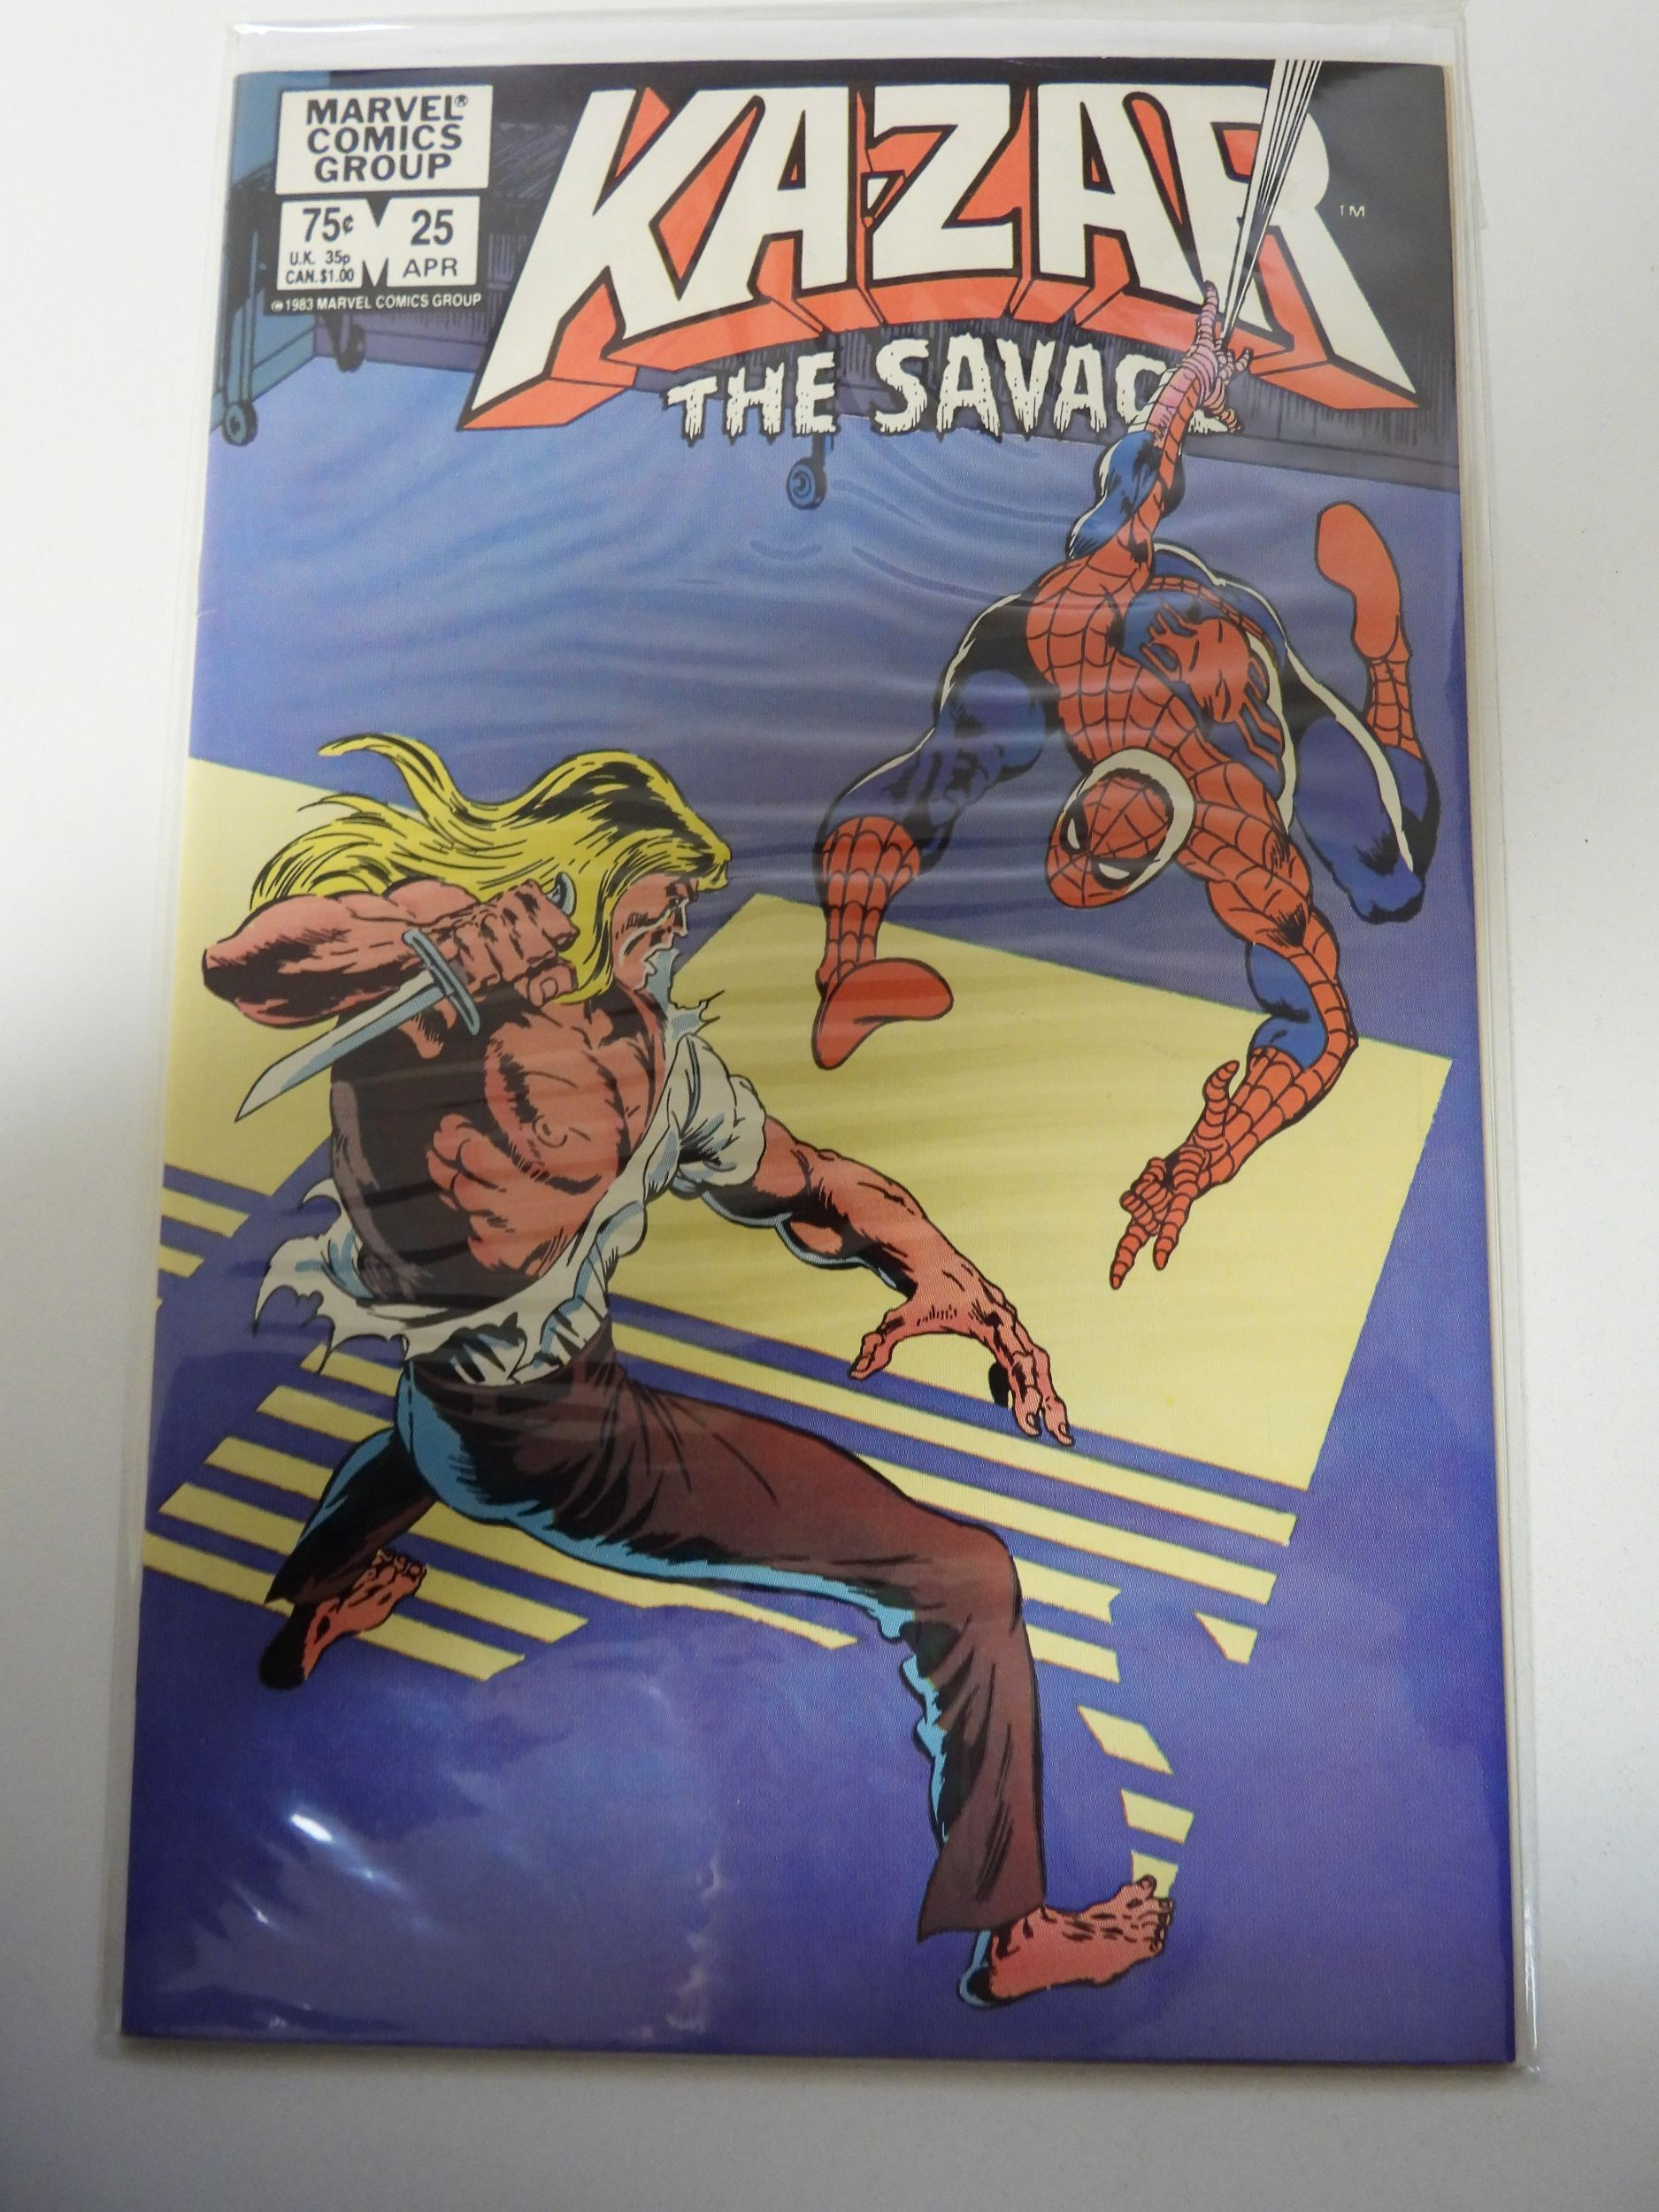 MARVEL®
COMICS
GROUP
75¢
U.K. 35p
CAN. $1.00
25
APR
© 1983 MARVEL COMICS GROUP
KA-ZAR ™
THE SAVAGE